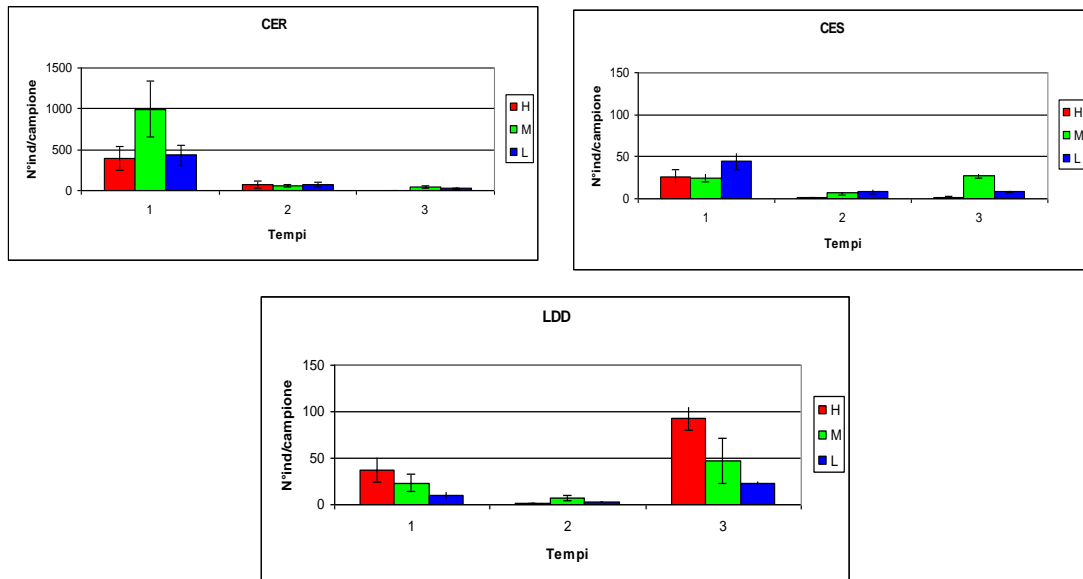 CER
1500
1000
500
0
N°ind/campione
1 2 3
Tempi
H
M
L
CES
150
100
50
0
N°ind/campione
1 2 3
Tempi
H
M
L
LDD
150
100
50
0
N°ind/campione
1 2 3
Tempi
H
M
L